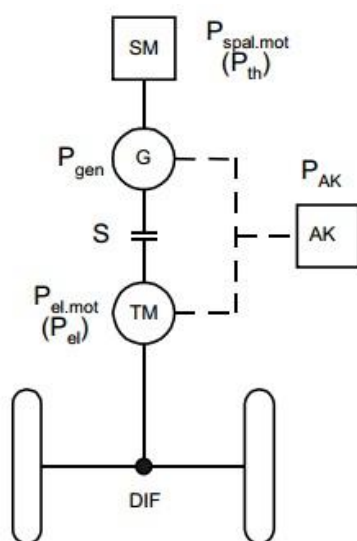 SM
P_spal.mot
(P_th)
P_gen
G
P_AK
S
AK
P_el.mot
(P_el)
TM
DIF